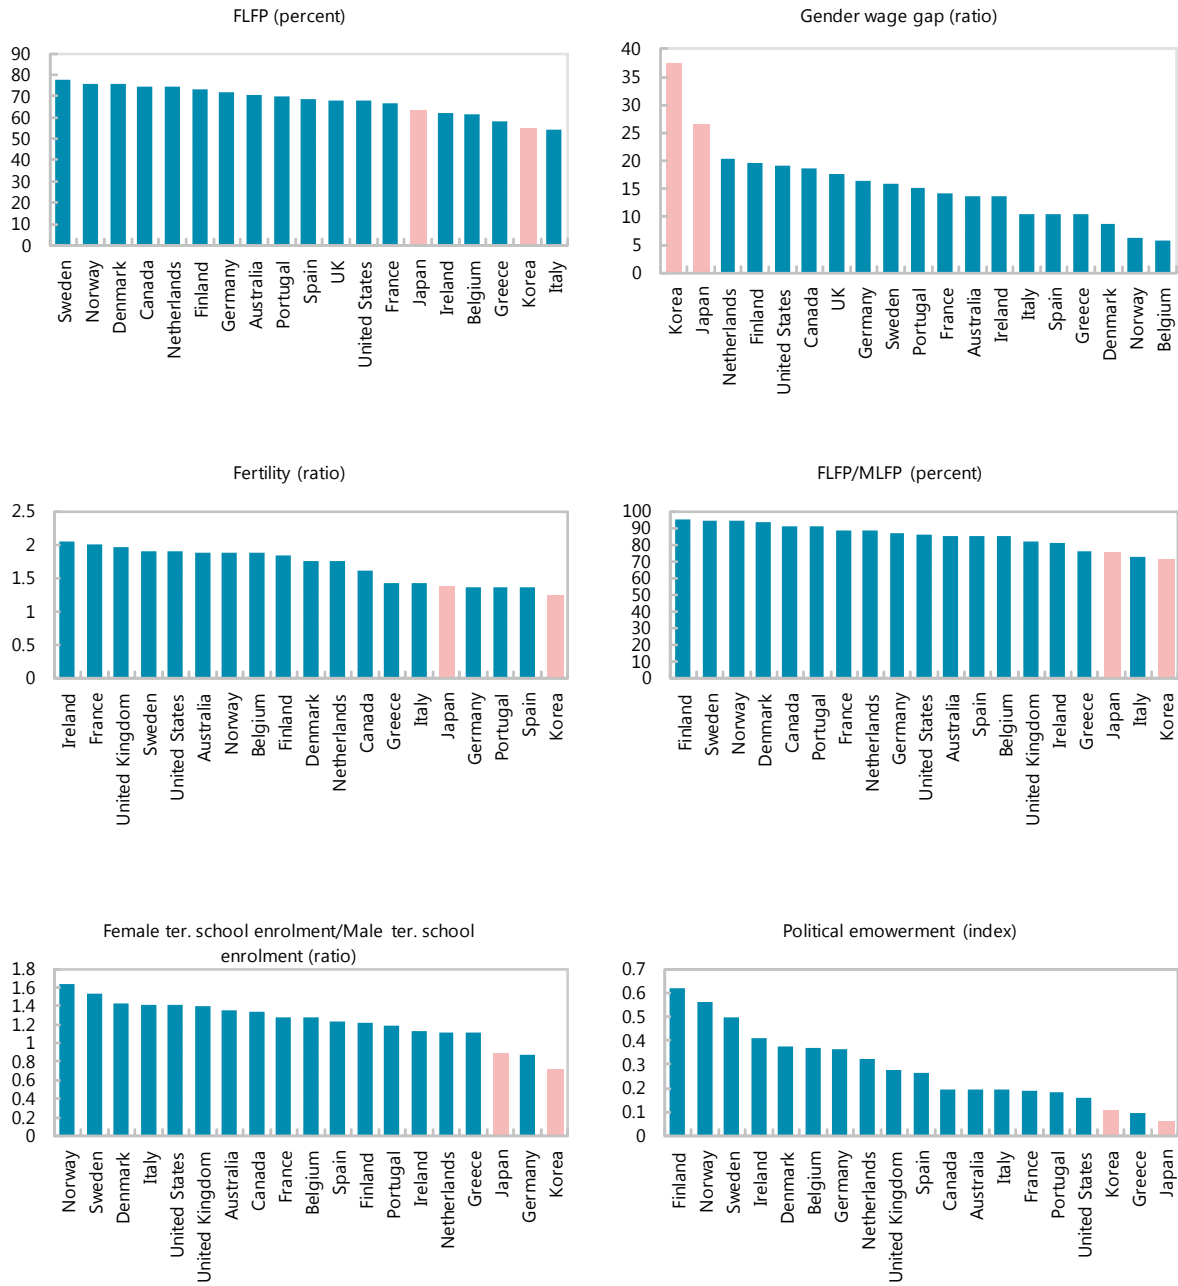 FLFP (percent)
90
80
70
60
50
40
30
20
10
0
Sweden
Norway
Denmark
Canada
Netherlands
Finland
Germany
Australia
Portugal
Spain
UK
United States
France
Japan
Ireland
Belgium
Greece
Korea
Italy
Gender wage gap (ratio)
40
35
30
25
20
15
10
5
0
Korea
Japan
Netherlands
Finland
United States
Canada
UK
Germany
Sweden
Portugal
France
Australia
Ireland
Italy
Spain
Greece
Denmark
Norway
Belgium
Fertility (ratio)
2.5
2
1.5
1
0.5
0
Ireland
France
United Kingdom
Sweden
United States
Australia
Norway
Belgium
Finland
Denmark
Netherlands
Canada
Greece
Italy
Japan
Germany
Portugal
Spain
Korea
FLFP/MLFP (percent)
100
90
80
70
60
50
40
30
20
10
0
Finland
Sweden
Norway
Denmark
Canada
Portugal
France
Netherlands
Germany
United States
Australia
Spain
Belgium
United Kingdom
Ireland
Greece
Japan
Italy
Korea
Female ter. school enrolment/Male ter. school
enrolment (ratio)
1.8
1.6
1.4
1.2
1
0.8
0.6
0.4
0.2
0
Norway
Sweden
Denmark
Italy
United States
United Kingdom
Australia
Canada
France
Belgium
Spain
Finland
Portugal
Ireland
Netherlands
Greece
Japan
Germany
Korea
Political emowerment (index)
0.7
0.6
0.5
0.4
0.3
0.2
0.1
0
Finland
Norway
Sweden
Ireland
Denmark
Belgium
Germany
Netherlands
United Kingdom
Spain
Canada
Australia
Italy
France
Portugal
United States
Korea
Greece
Japan